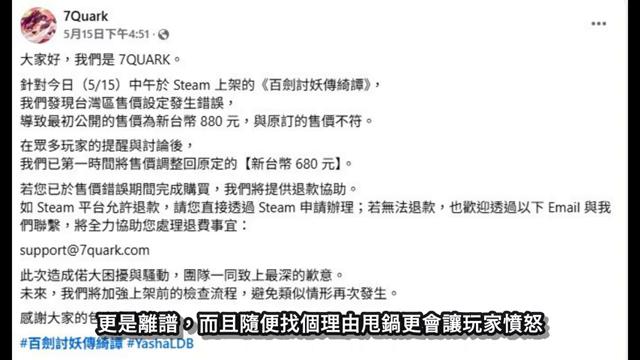 7Quark
5月15日下午4:51
大家好，我們是 7QUARK。
針對今日（5/15）中午於 Steam 上架的《百劍討妖傳綺譚》，
我們發現台灣區售價設定發生錯誤，
導致最初公開的售價為新台幣 880 元，與原訂的售價不符。
在眾多玩家的提醒與討論後，
我們已第一時間將售價調整回原定的【新台幣 680 元】。
若您已於售價錯誤期間完成購買，我們將提供退款協助。
如 Steam 平台允許退款，請您直接透過 Steam 申請辦理；若無法退款，也歡迎透過以下 Email 與我
們聯繫，將全力協助您處理退費事宜：
support@7quark.com
此次造成偌大困擾與騷動，團隊一同致上最深的歉意。
未來，我們將加強上架前的檢查流程，避免類似情形再次發生。
感謝大家的包
更是離譜，而且隨便找個理由甩鍋更會讓玩家憤怒
#百劍討妖傳綺譚 #YashaLDB